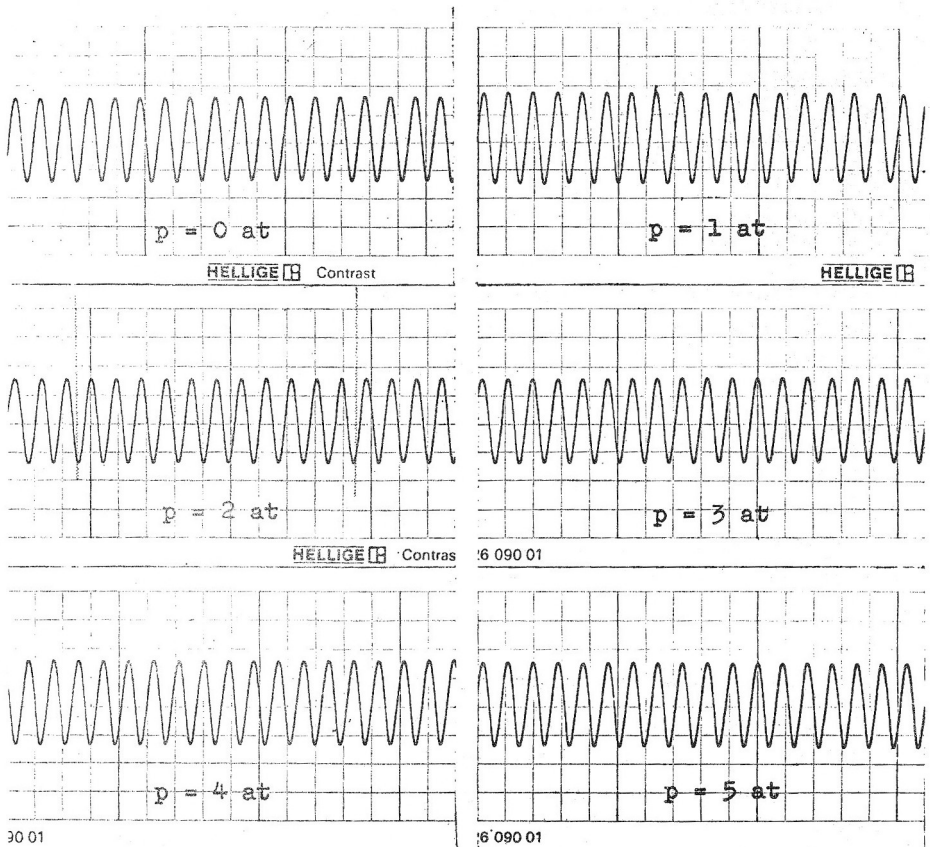 p = 0 at
p = 1 at
HELLIGE Contrast
HELLIGE
p = 2 at
p = 3 at
HELLIGE Contras
6 090 01
p = 4 at
p = 5 at
90 01
6 090 01